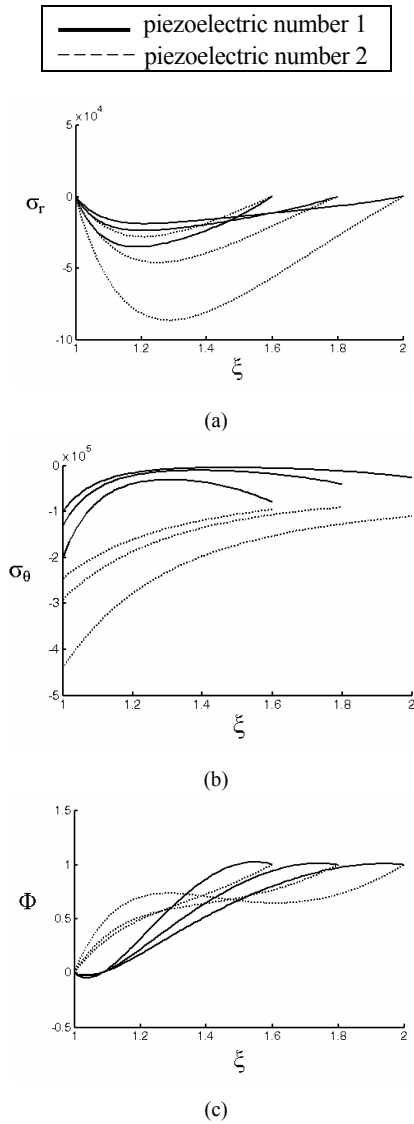 piezoelectric number 1
piezoelectric number 2
× 10⁴
5
0
σr
-5
-10
1 1.2 1.4 1.6 1.8 2
ξ
(a)
× 10⁵
0
-1
-2
σθ
-3
-4
-5
1 1.2 1.4 1.6 1.8 2
ξ
(b)
1.5
1
Φ
0.5
0
-0.5
1 1.2 1.4 1.6 1.8 2
ξ
(c)